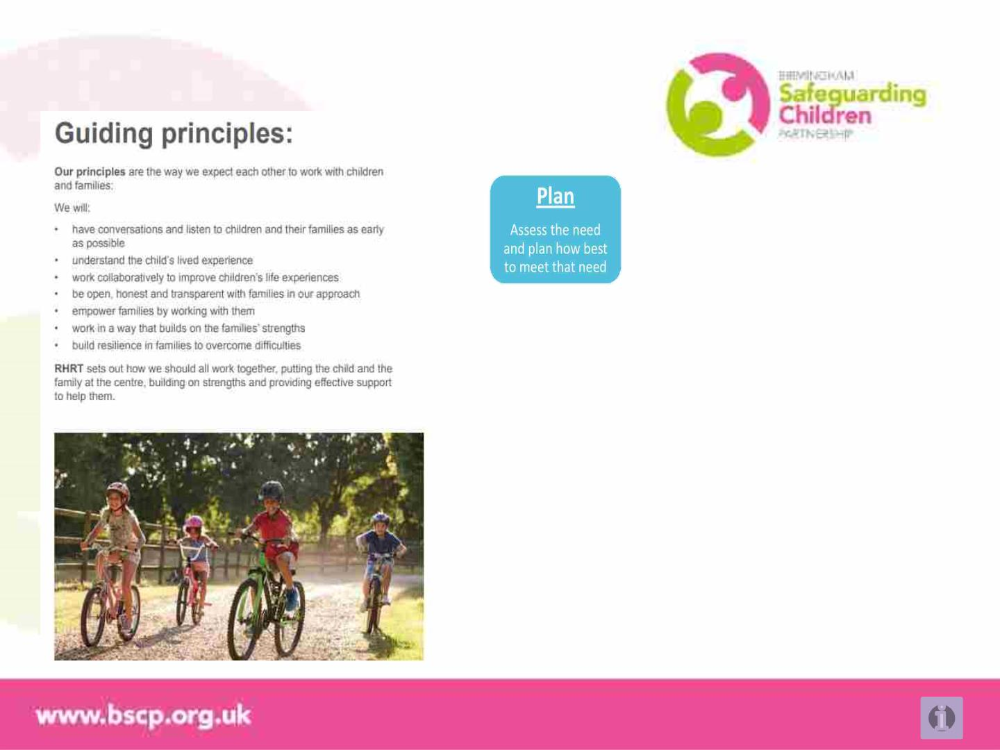 BIRMINGHAM
Safeguarding
Children
PARTNERSHIP
Guiding principles:
Our principles are the way we expect each other to work with children
and families:
We will:
• have conversations and listen to children and their families as early
as possible
• understand the child's lived experience
• work collaboratively to improve children's life experiences
• be open, honest and transparent with families in our approach
• empower families by working with them
• work in a way that builds on the families' strengths
• build resilience in families to overcome difficulties
RHRT sets out how we should all work together, putting the child and the
family at the centre, building on strengths and providing effective support
to help them.
Plan
Assess the need
and plan how best
to meet that need
www.bscp.org.uk
i